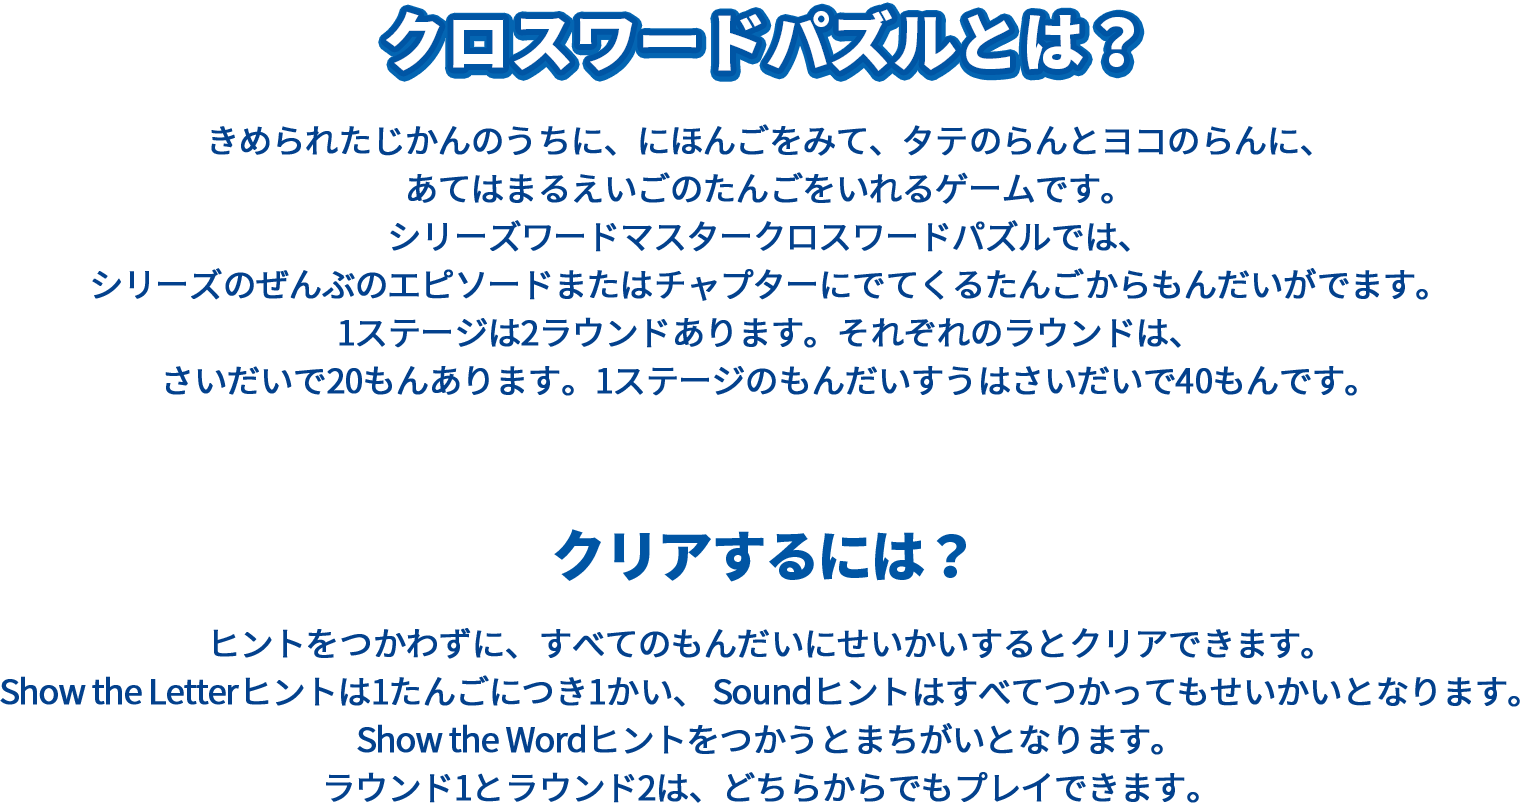 クロスワードパズルとは？
きめられたじかんのうちに、にほんごをみて、タテのらんとヨコのらんに、
あてはまるえいごのたんごをいれるゲームです。
シリーズワードマスタークロスワードパズルでは、
シリーズのぜんぶのエピソードまたはチャプターにでてくるたんごからもんだいがでます。
1ステージは2ラウンドあります。それぞれのラウンドは、
さいだいで20もんあります。1ステージのもんだいすうはさいだいで40もんです。
クリアするには？
ヒントをつかわずに、すべてのもんだいにせいかいするとクリアできます。
Show the Letterヒントは1たんごにつき1かい、 Soundヒントはすべてつかってもせいかいとなります。
Show the Wordヒントをつかうとまちがいとなります。
ラウンド1とラウンド2は、どちらからでもプレイできます。